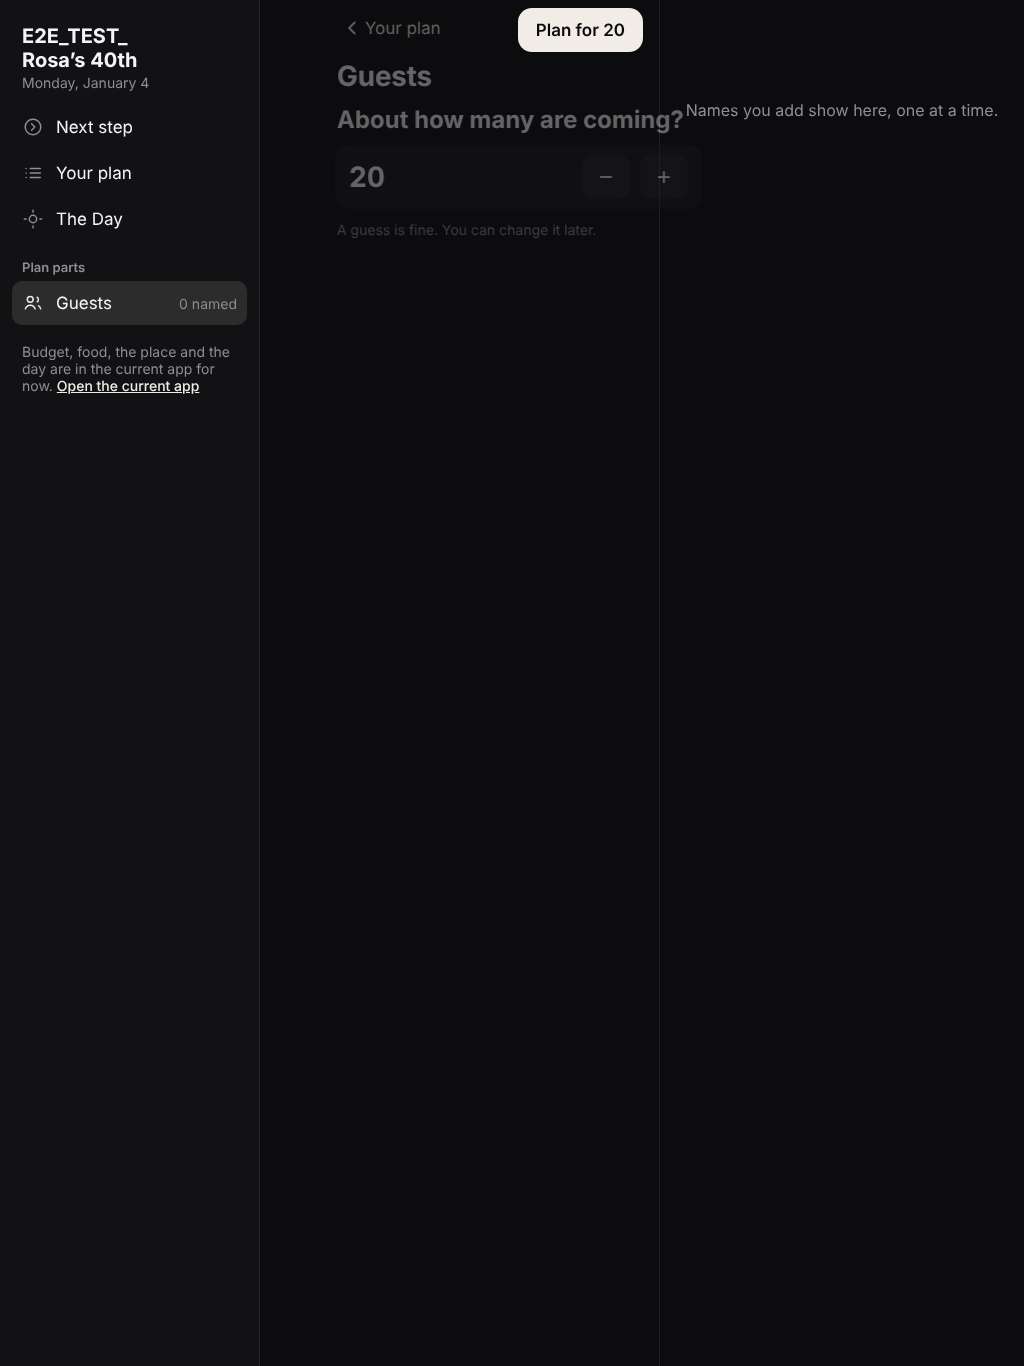 E2E_TEST_
Rosa’s 40th
Monday, January 4
Next step
Your plan
The Day
Plan parts
Guests
0 named
Budget, food, the place and the
day are in the current app for
now. Open the current app
Your plan
Plan for 20
Guests
About how many are coming?
20
− +
A guess is fine. You can change it later.
Names you add show here, one at a time.